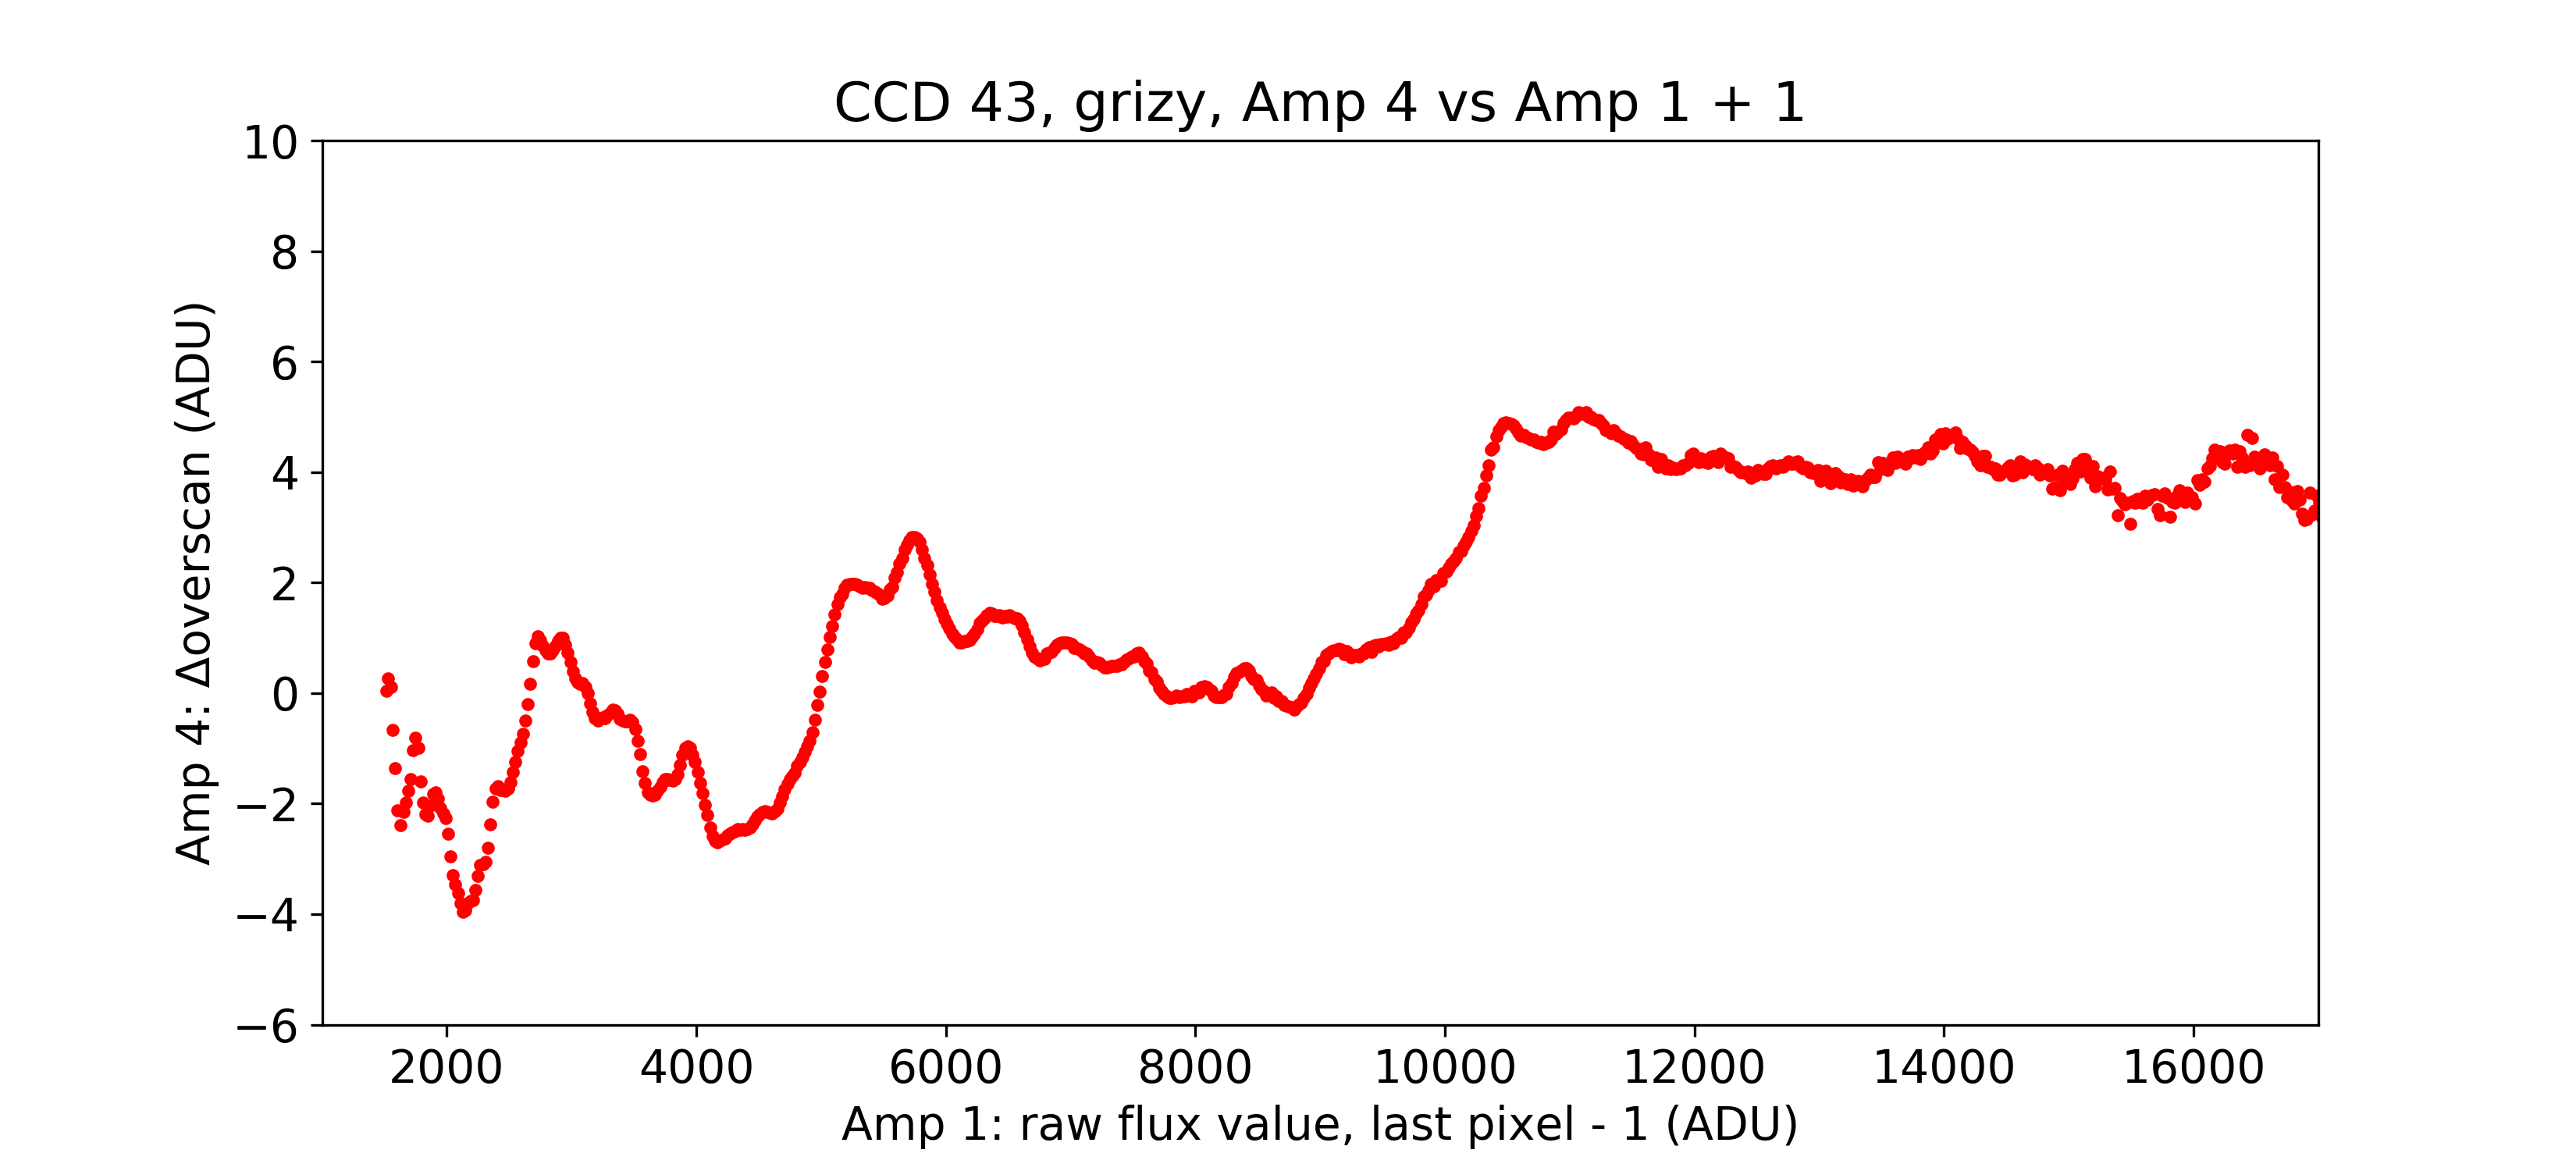 CCD 43, grizy, Amp 4 vs Amp 1 + 1
10
8
6
4
2
0
−2
−4
−6
Amp 4: Δoverscan (ADU)
2000 4000 6000 8000 10000 12000 14000 16000
Amp 1: raw flux value, last pixel - 1 (ADU)